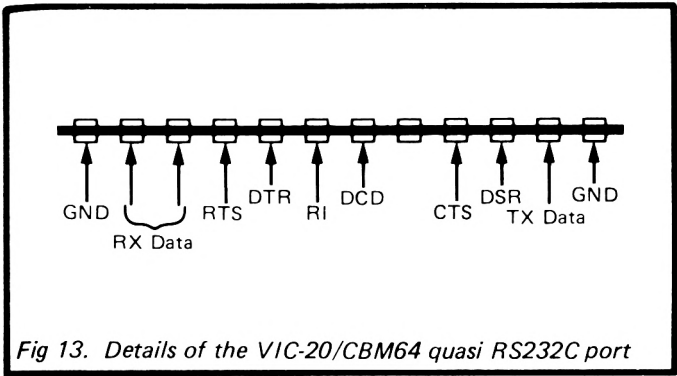 GND RX Data RTS DTR RI DCD CTS DSR TX Data GND
Fig 13. Details of the VIC-20/CBM64 quasi RS232C port